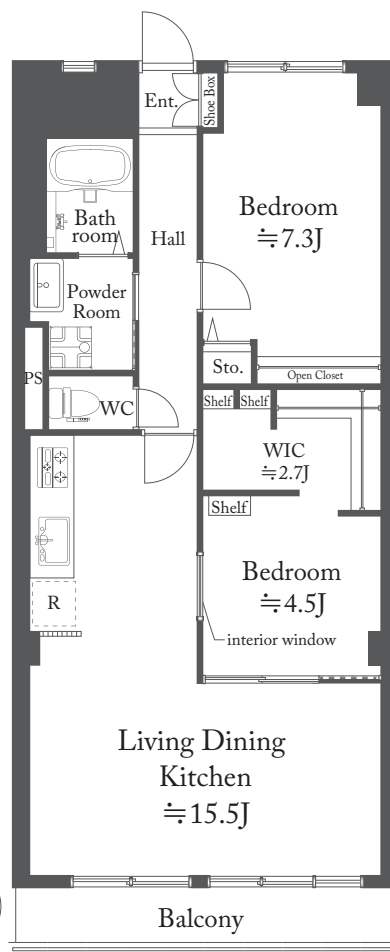 Ent.
Shoe Box
Bath
room
Hall
Bedroom
≒7.3J
Powder
Room
Sto.
Open Closet
PS
WC
Shelf
Shelf
WIC
≒2.7J
Shelf
Bedroom
≒4.5J
R
interior window
Living Dining
Kitchen
≒15.5J
Balcony